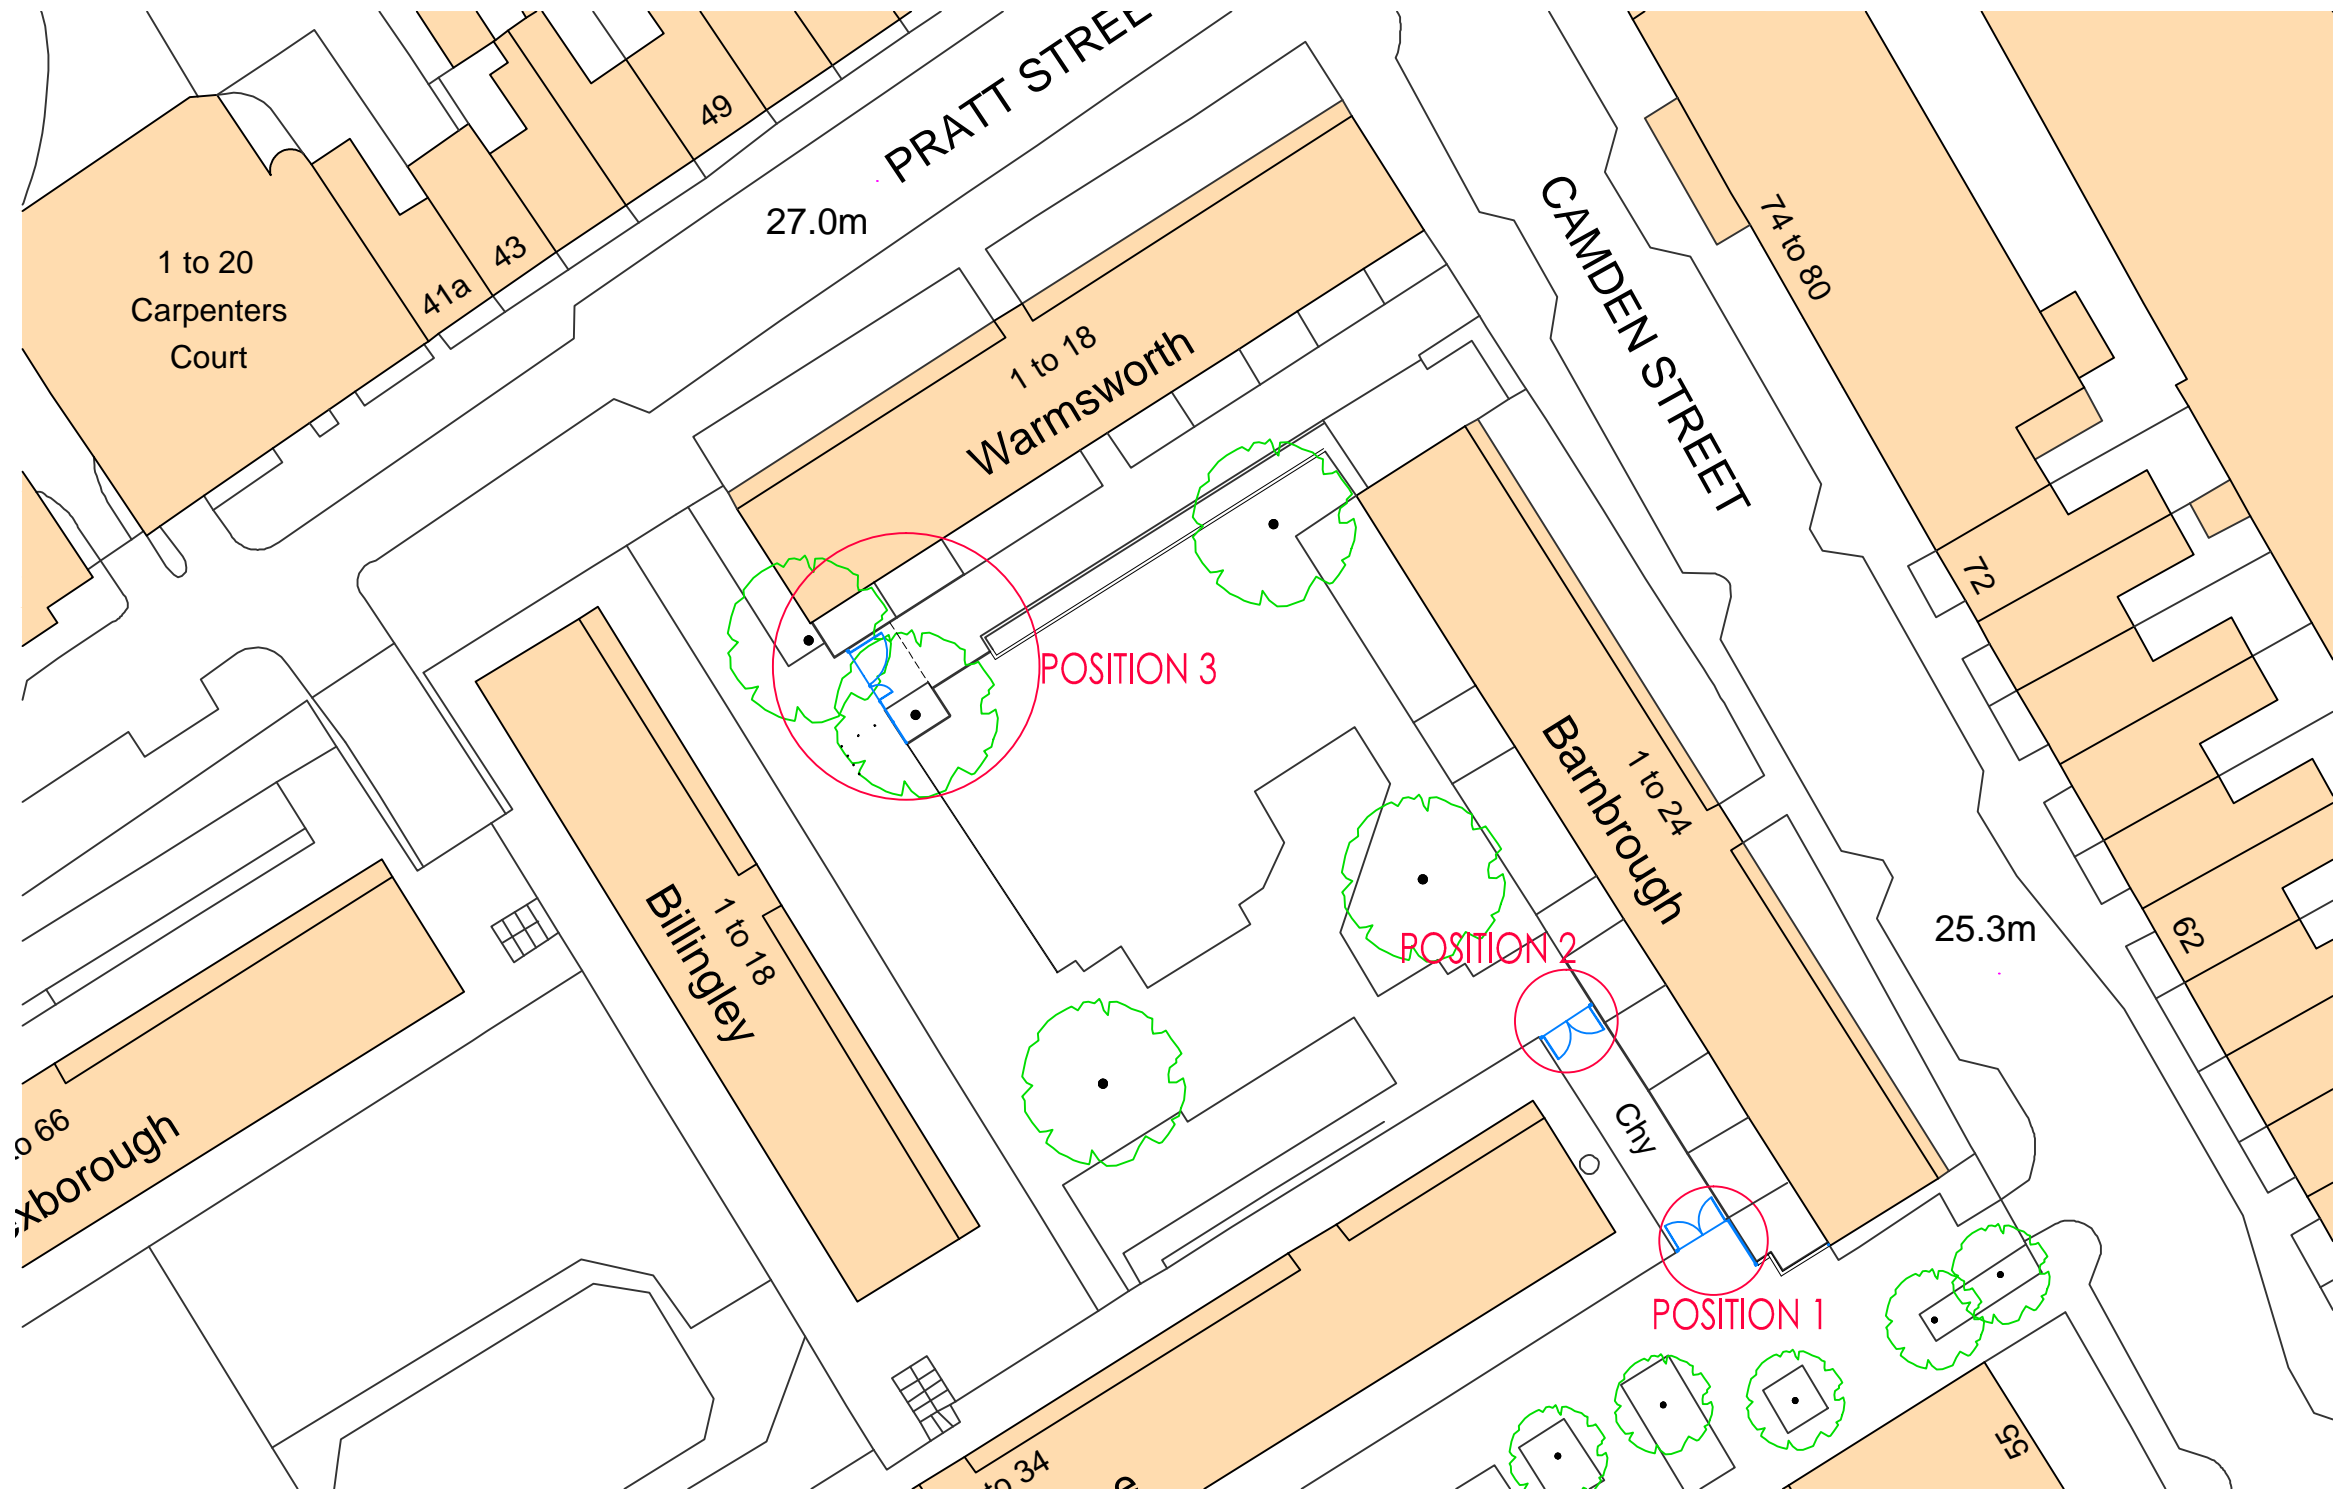 PRATT STREE
49
27.0m
43
41a
1 to 20
Carpenters
Court
CAMDEN STREET
74 to 80
1 to 18
Warmsworth
72
POSITION 3
Barnbrough
1 to 24
Billingley
1 to 18
POSITION 2
25.3m
62
to 66
exborough
Chy
POSITION 1
to 34
e
55